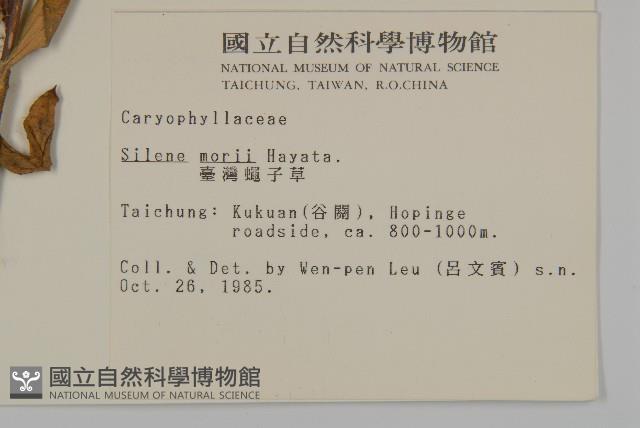 國立自然科學博物館
NATIONAL MUSEUM OF NATURAL SCIENCE
TAICHUNG, TAIWAN, R.O.CHINA
Caryophyllaceae
Silene morii Hayata.
臺灣蠅子草
Taichung: Kukuan(谷關), Hopinge
roadside, ca. 800-1000m.
Coll. & Det. by Wen-pen Leu (呂文賓) s.n.
Oct. 26, 1985.
國立自然科學博物館
NATIONAL MUSEUM OF NATURAL SCIENCE